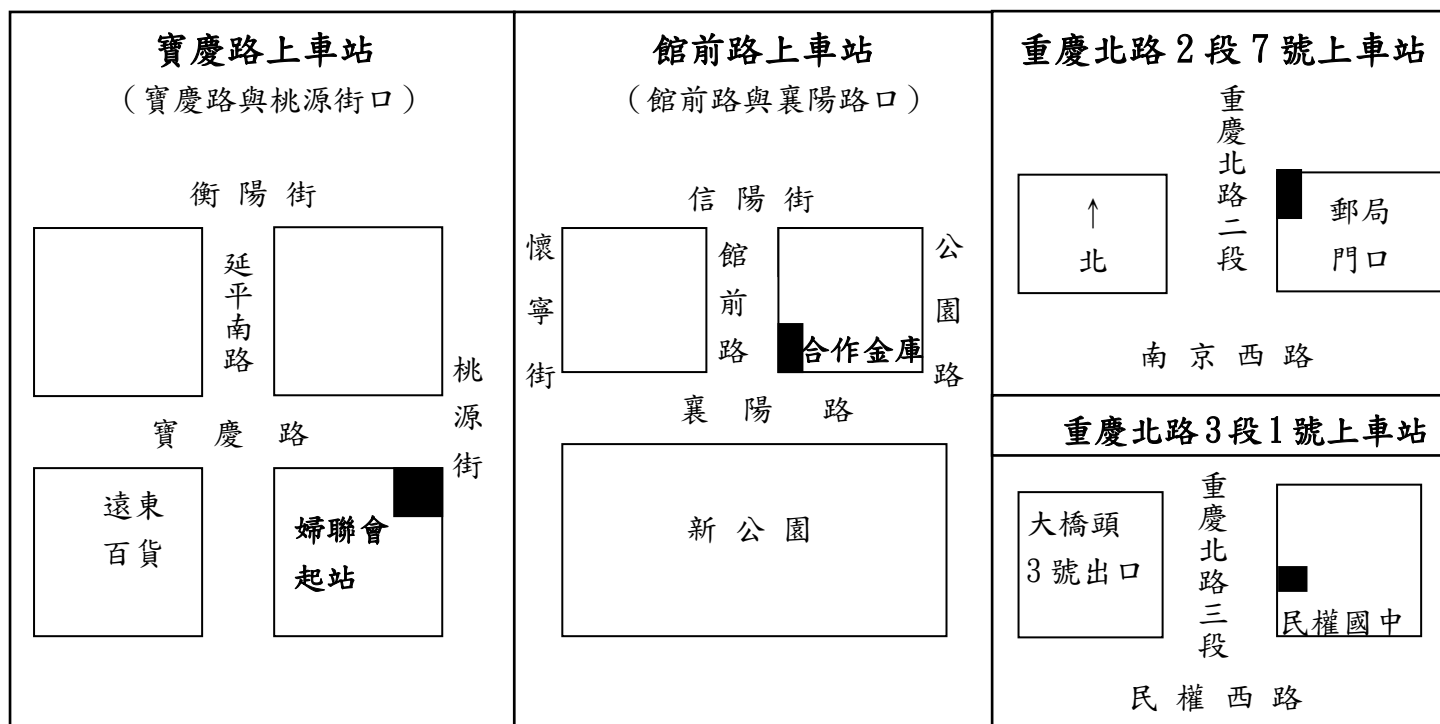 寶慶路上車站
（寶慶路與桃源街口）
衡陽街
延平南路
桃源街
寶慶路
遠東
百貨
婦聯會
起站
館前路上車站
（館前路與襄陽路口）
信陽街
懷寧街
館前路
公園路
合作金庫
襄陽路
新公園
重慶北路2段7號上車站
重慶北路二段
↑
北
郵局
門口
南京西路
重慶北路3段1號上車站
大橋頭
3號出口
重慶北路三段
民權國中
民權西路